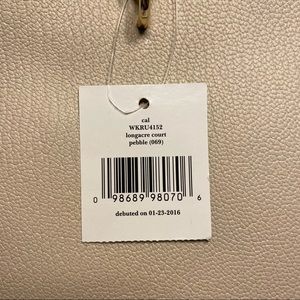 cal
WKRU4152
longacre court
pebble (069)
0 98689 98070 6
debuted on 01-23-2016